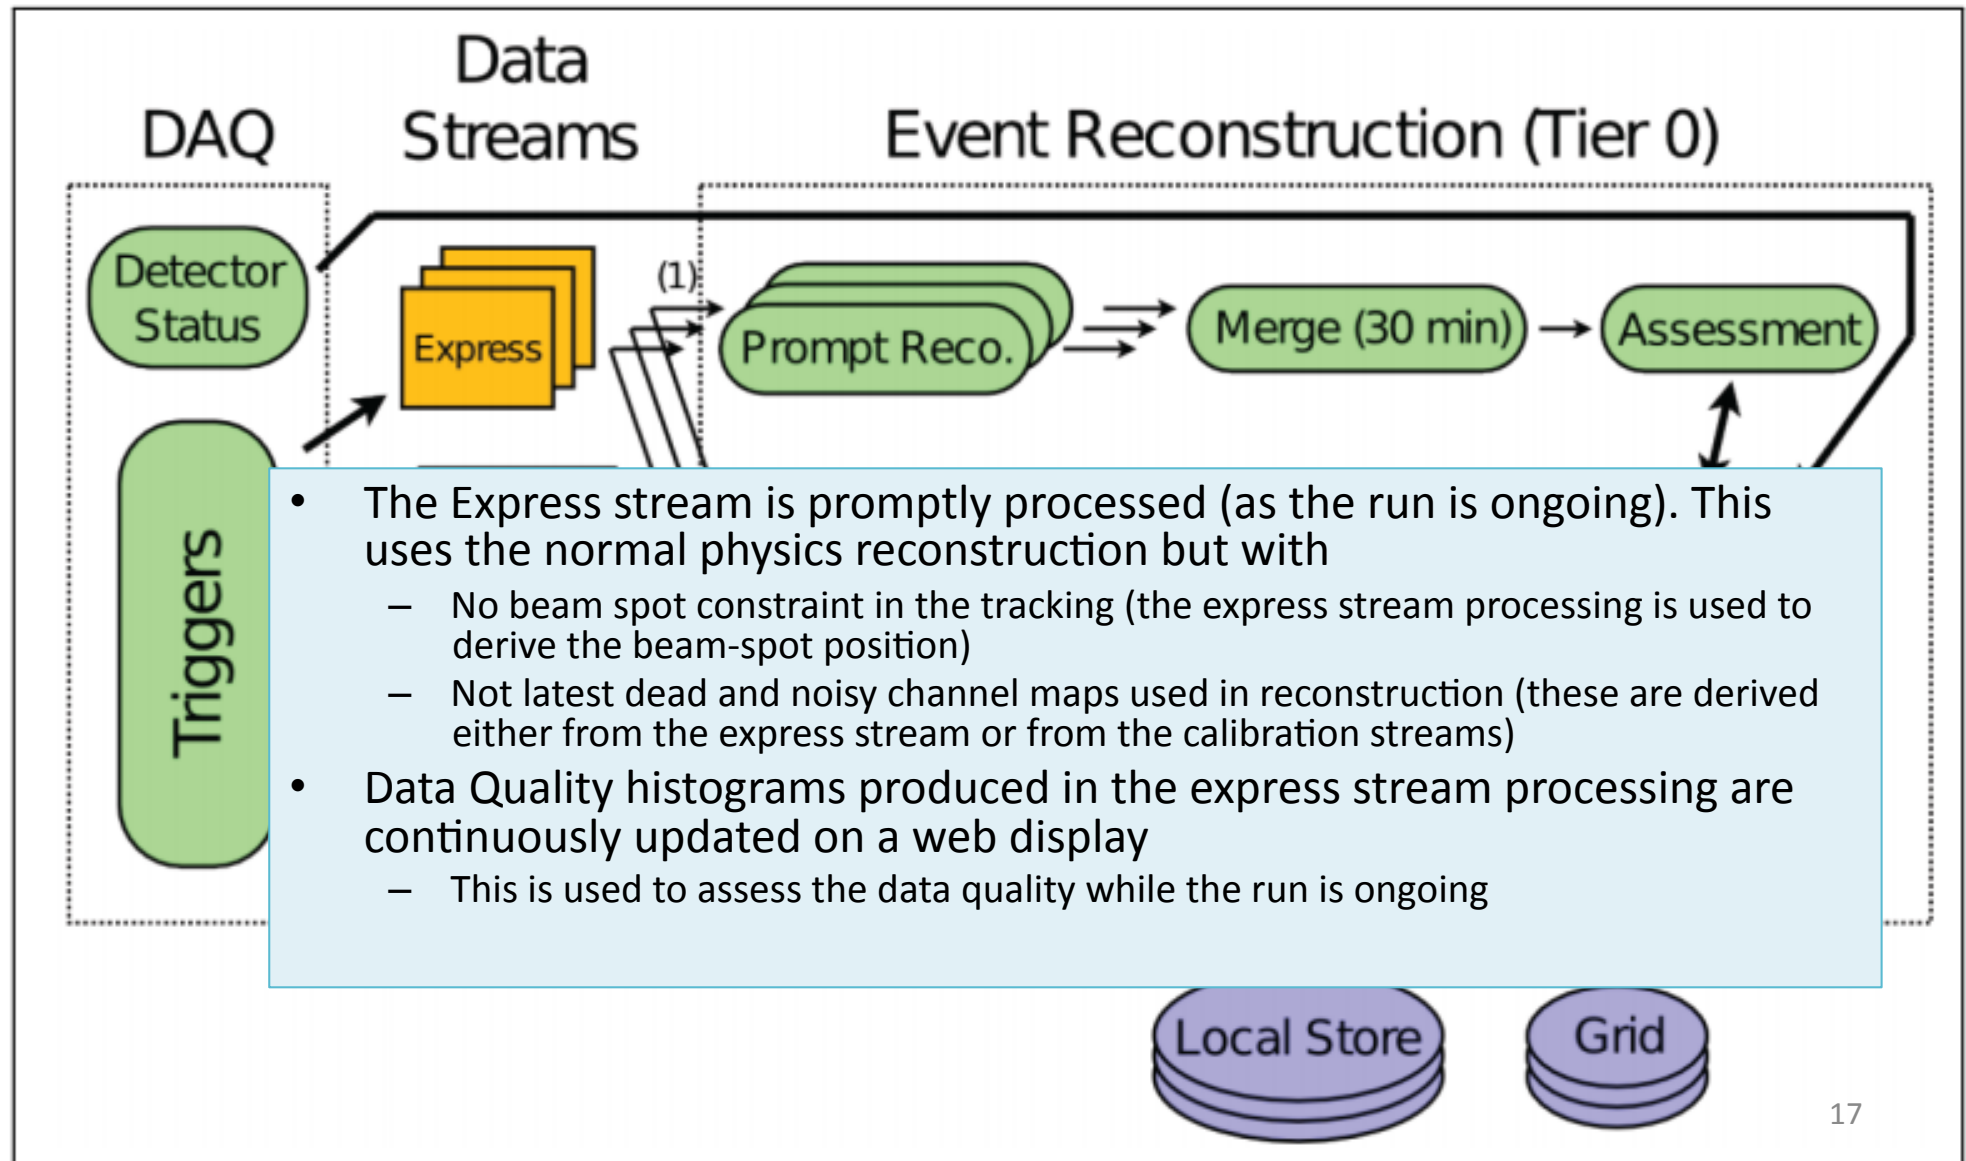 Data
Streams
DAQ
Event Reconstruction (Tier 0)
Detector
Status
Express
(1)
Prompt Reco.
Merge (30 min)
Assessment
Triggers
• The Express stream is promptly processed (as the run is ongoing). This
uses the normal physics reconstruction but with
– No beam spot constraint in the tracking (the express stream processing is used to
derive the beam-spot position)
– Not latest dead and noisy channel maps used in reconstruction (these are derived
either from the express stream or from the calibration streams)
• Data Quality histograms produced in the express stream processing are
continuously updated on a web display
– This is used to assess the data quality while the run is ongoing
Local Store
Grid
17